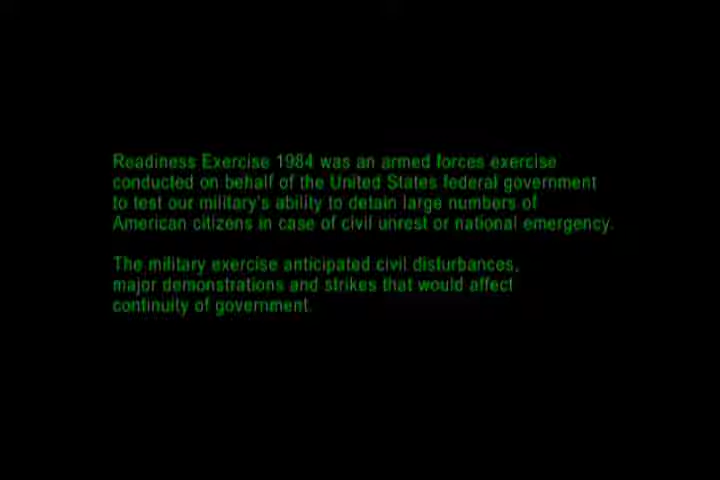 Readiness Exercise 1984 was an armed forces exercise
conducted on behalf of the United States federal government
to test our military's ability to detain large numbers of
American citizens in case of civil unrest or national emergency.
The military exercise anticipated civil disturbances,
major demonstrations and strikes that would affect
continuity of government.